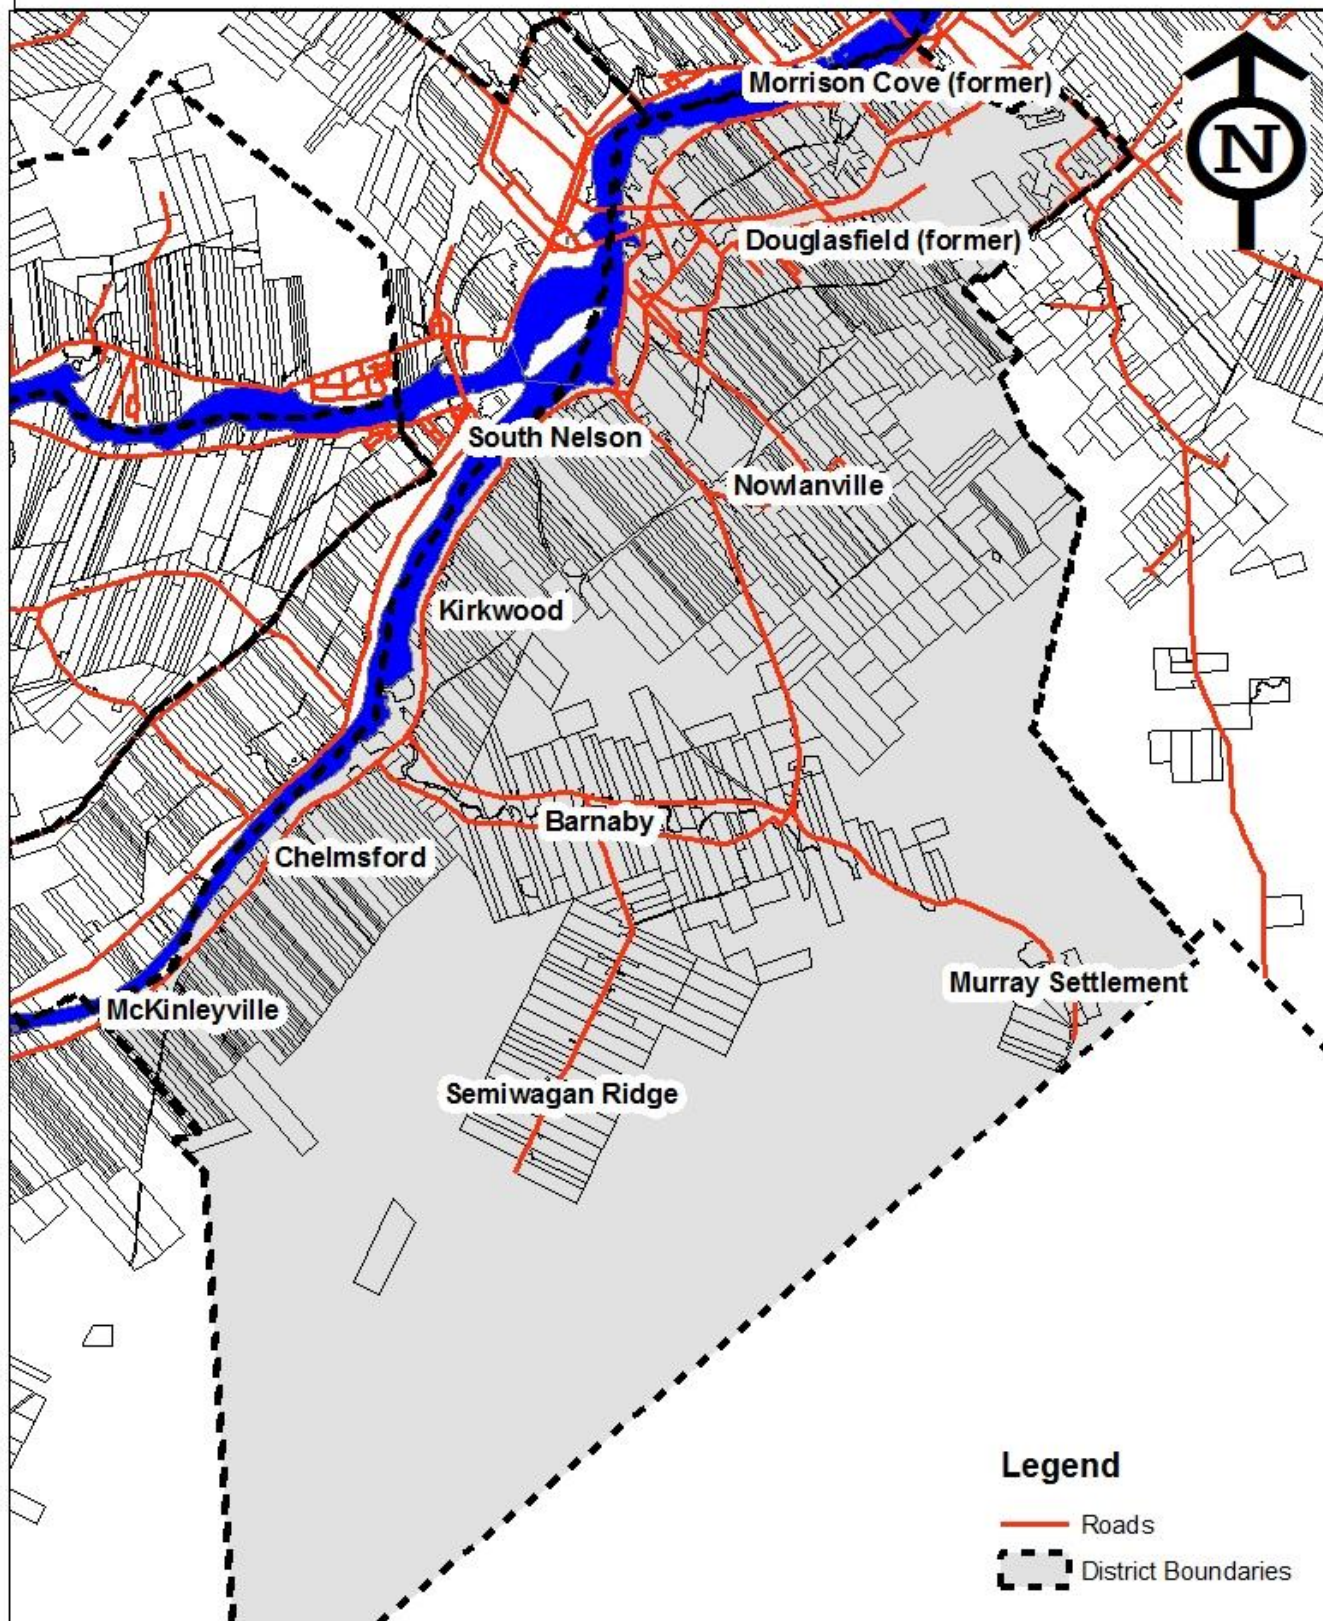 Morrison Cove (former)
N
Douglasfield (former)
South Nelson
Nowlanville
Kirkwood
Barnaby
Chelmsford
Murray Settlement
McKinleyville
Semiwagan Ridge
Legend
Roads
District Boundaries